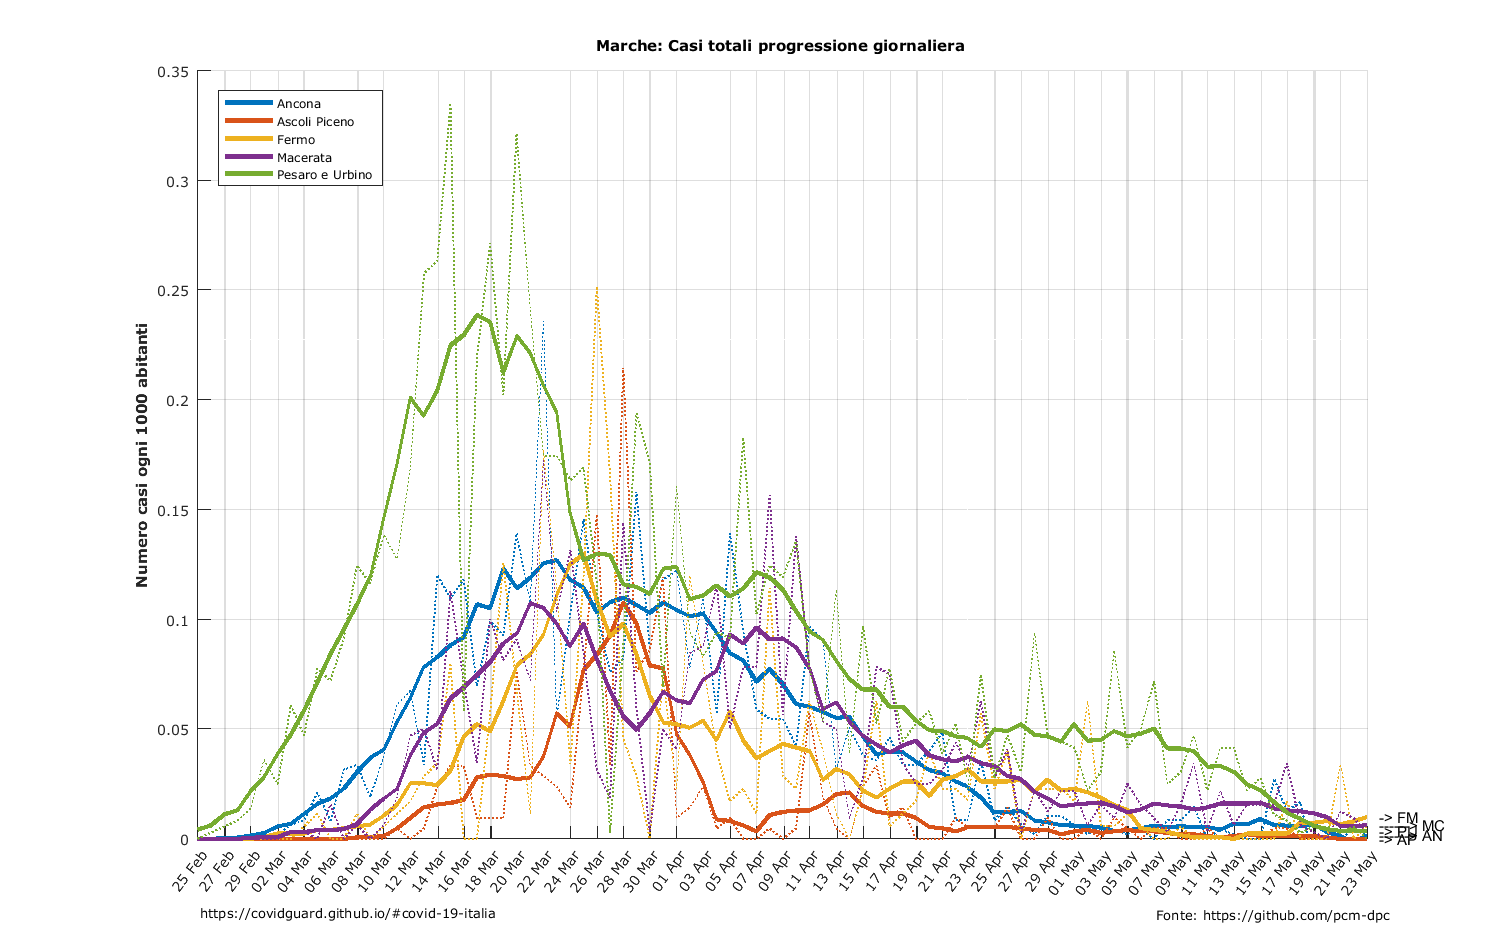 Marche: Casi totali progressione giornaliera
Numero casi ogni 1000 abitanti
0.35
0.3
0.25
0.2
0.15
0.1
0.05
0
Ancona
Ascoli Piceno
Fermo
Macerata
Pesaro e Urbino
25 Feb
27 Feb
29 Feb
02 Mar
04 Mar
06 Mar
08 Mar
10 Mar
12 Mar
14 Mar
16 Mar
18 Mar
20 Mar
22 Mar
24 Mar
26 Mar
28 Mar
30 Mar
01 Apr
03 Apr
05 Apr
07 Apr
09 Apr
11 Apr
13 Apr
15 Apr
17 Apr
19 Apr
21 Apr
23 Apr
25 Apr
27 Apr
29 Apr
01 May
03 May
05 May
07 May
09 May
11 May
13 May
15 May
17 May
19 May
21 May
23 May
-> FM
MC
-> PU
AN
-> AP
https://covidguard.github.io/#covid-19-italia
Fonte: https://github.com/pcm-dpc